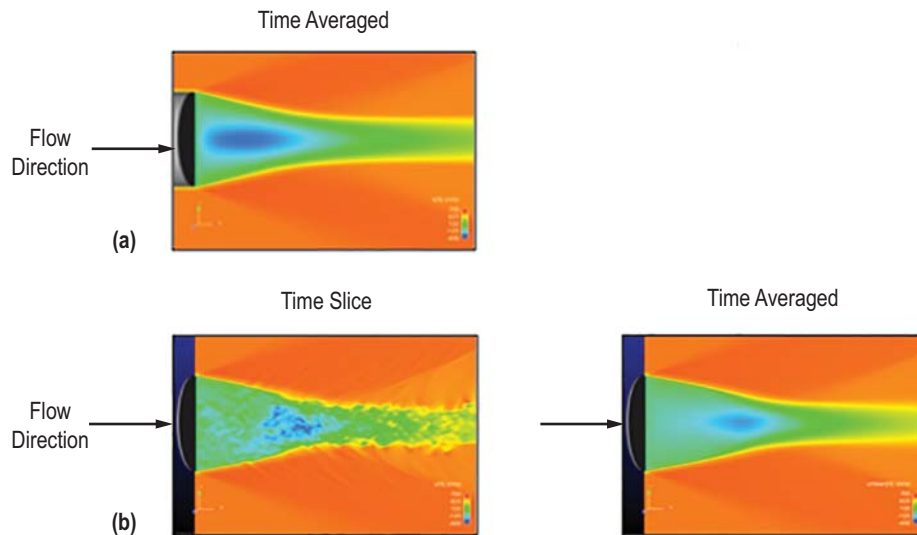 Time Averaged
Flow
Direction
(a)
Time Slice
Time Averaged
Flow
Direction
(b)